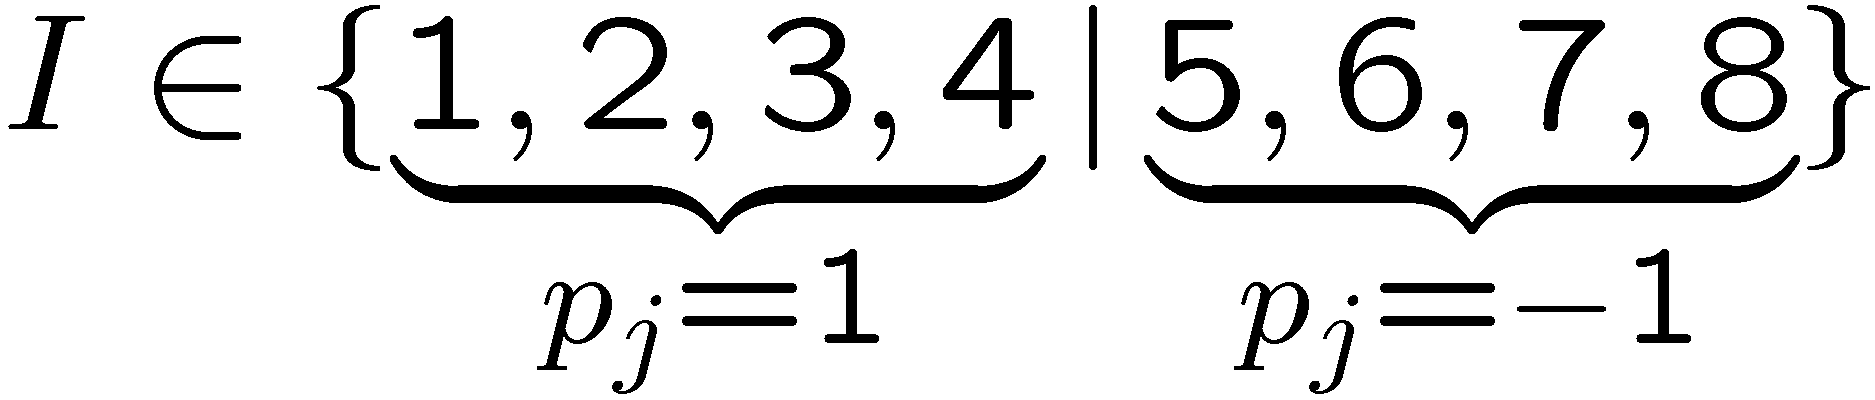 I ∈ {1, 2, 3, 4 | 5, 6, 7, 8}
p_j=1 p_j=−1